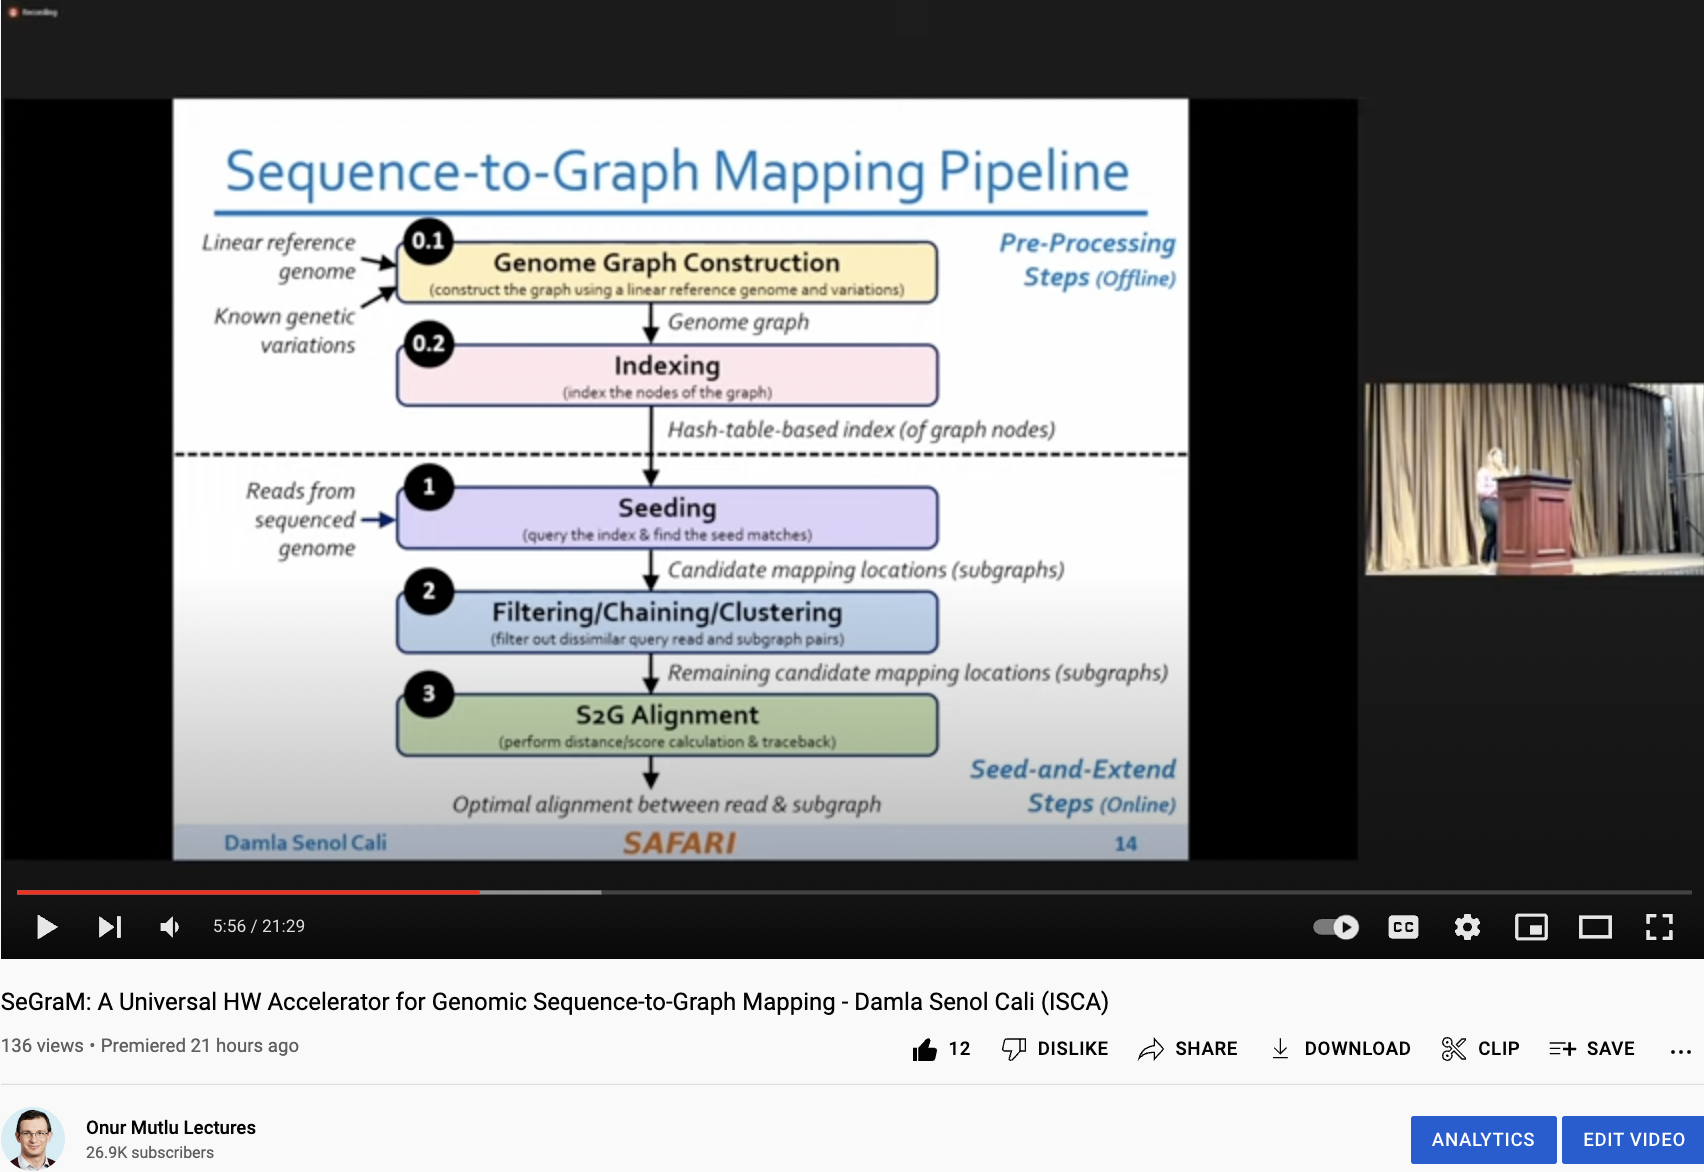 Recording
Sequence-to-Graph Mapping Pipeline
Linear reference
genome
Known genetic
variations
0.1
Genome Graph Construction
(construct the graph using a linear reference genome and variations)
Pre-Processing
Steps (Offline)
Genome graph
0.2
Indexing
(index the nodes of the graph)
Hash-table-based index (of graph nodes)
Reads from
sequenced
genome
1
Seeding
(query the index & find the seed matches)
Candidate mapping locations (subgraphs)
2
Filtering/Chaining/Clustering
(filter out dissimilar query read and subgraph pairs)
Remaining candidate mapping locations (subgraphs)
3
S2G Alignment
(perform distance/score calculation & traceback)
Seed-and-Extend
Steps (Online)
Optimal alignment between read & subgraph
Damla Senol Cali
SAFARI
14
5:56 / 21:29
CC
SeGraM: A Universal HW Accelerator for Genomic Sequence-to-Graph Mapping - Damla Senol Cali (ISCA)
136 views • Premiered 21 hours ago
12
DISLIKE
SHARE
DOWNLOAD
CLIP
SAVE
...
Onur Mutlu Lectures
26.9K subscribers
ANALYTICS
EDIT VIDEO